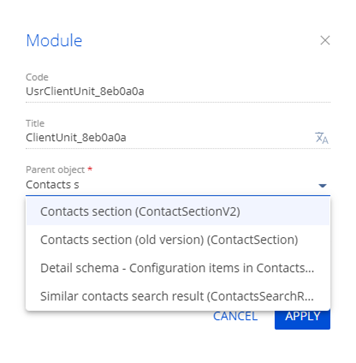 Module
Code
UsrClientUnit_8eb0a0a
Title
ClientUnit_8eb0a0a
Parent object *
Contacts s
Contacts section (ContactSectionV2)
Contacts section (old version) (ContactSection)
Detail schema - Configuration items in Contacts...
Similar contacts search result (ContactsSearchR...
CANCEL APPLY